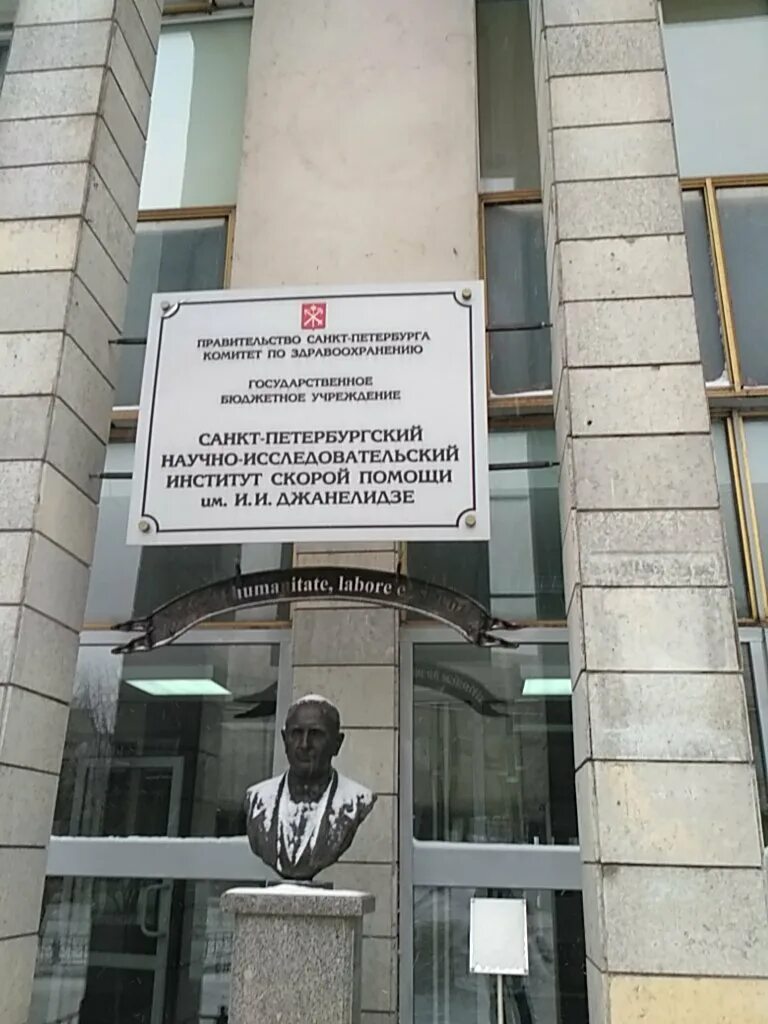 ПРАВИТЕЛЬСТВО САНКТ-ПЕТЕРБУРГА
КОМИТЕТ ПО ЗДРАВООХРАНЕНИЮ
ГОСУДАРСТВЕННОЕ
БЮДЖЕТНОЕ УЧРЕЖДЕНИЕ
САНКТ-ПЕТЕРБУРГСКИЙ
НАУЧНО-ИССЛЕДОВАТЕЛЬСКИЙ
ИНСТИТУТ СКОРОЙ ПОМОЩИ
им. И. И. ДЖАНЕЛИДЗЕ
humanitate, labore